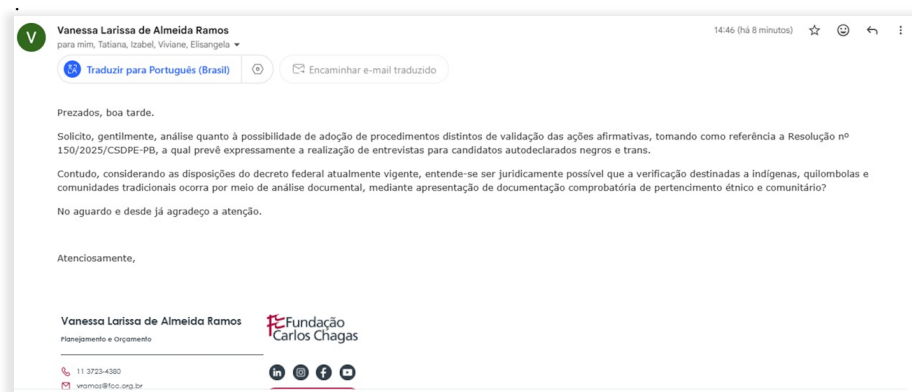 Vanessa Larissa de Almeida Ramos
14:46 (há 8 minutos)
para mim, Tatiana, Izabel, Viviane, Elisangela
Traduzir para Português (Brasil)
Encaminhar e-mail traduzido
V
Prezados, boa tarde.
Solicito, gentilmente, análise quanto à possibilidade de adoção de procedimentos distintos de validação das ações afirmativas, tomando como referência a Resolução nº
150/2025/CSDPE-PB, a qual prevê expressamente a realização de entrevistas para candidatos autodeclarados negros e trans.
Contudo, considerando as disposições do decreto federal atualmente vigente, entende-se ser juridicamente possível que a verificação destinadas a indígenas, quilombolas e
comunidades tradicionais ocorra por meio de análise documental, mediante apresentação de documentação comprobatória de pertencimento étnico e comunitário?
No aguardo e desde já agradeço a atenção.
Atenciosamente,
Vanessa Larissa de Almeida Ramos
Planejamento e Orçamento
11 3723-4380
vramos@fcc.org.br
Fundação
Carlos Chagas